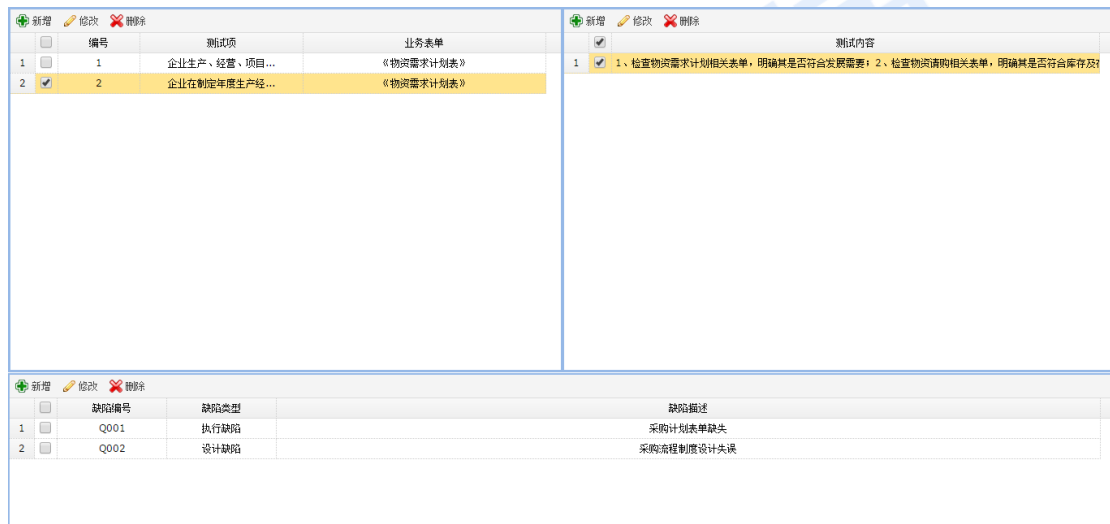 新增 修改 删除
编号 测试项 业务表单
1 1 企业生产、经营、项目... 《物资需求计划表》
2 2 企业在制定年度生产经... 《物资需求计划表》
新增 修改 删除
测试内容
1 1、检查物资需求计划相关表单，明确其是否符合发展需要；2、检查物资请购相关表单，明确其是否符合库存及
新增 修改 删除
缺陷编号 缺陷类型 缺陷描述
1 Q001 执行缺陷 采购计划表单缺失
2 Q002 设计缺陷 采购流程制度设计失误